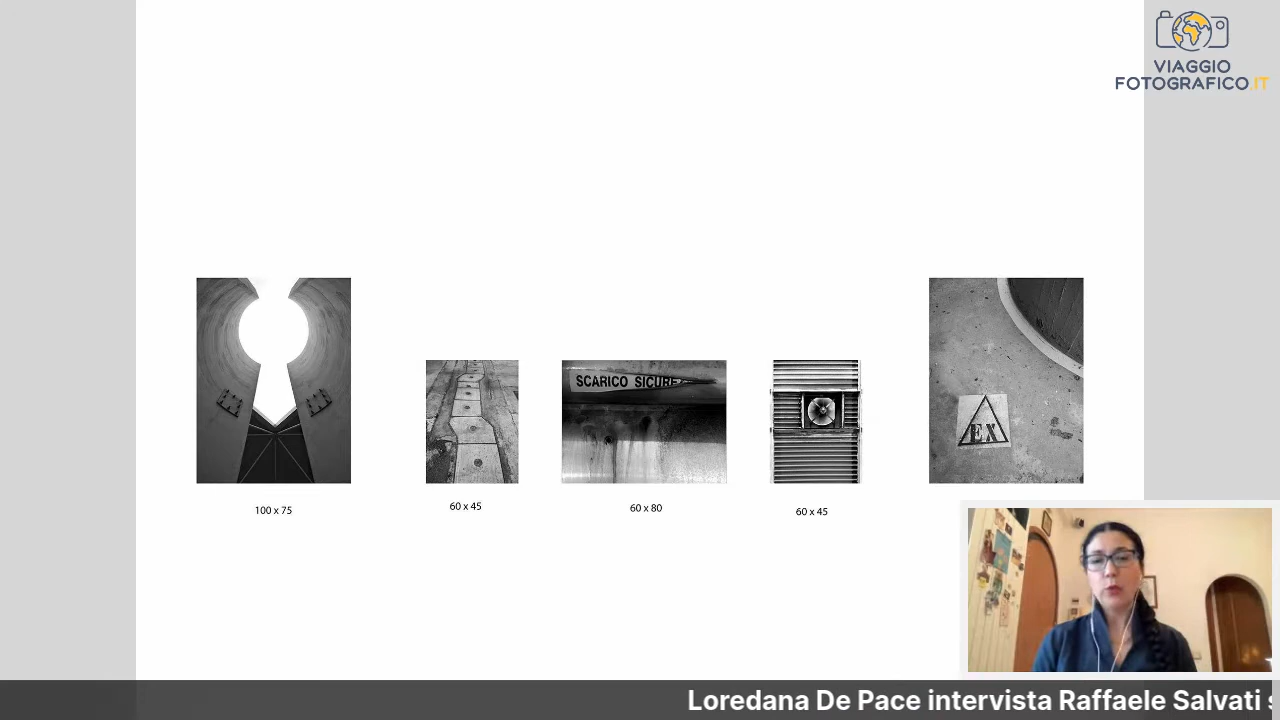 VIAGGIO
FOTOGRAFICO.IT
SCARICO SICURE
EX
100 x 75
60 x 45
60 x 80
60 x 45
Loredana De Pace intervista Raffaele Salvati